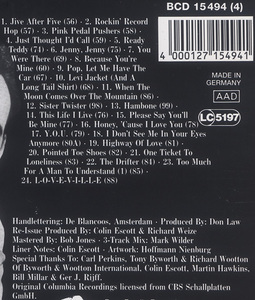 BCD 15 494 (4)
1. Jive After Five (56) - 2. Rockin' Record
Hop (57) - 3. Pink Pedal Pushers (58) -
4. Just Thought I'd Call (59) - 5. Ready
Teddy (74) - 6. Jenny, Jenny (75) - 7. You
Were There (69) - 8. Because You're
Mine (60) - 9. Pop, Let Me Have The
Car (67) - 10. Levi Jacket (And A
Long Tail Shirt) (68) - 11. When The
Moon Comes Over The Mountain (86) -
12. Sister Twister (98) - 13. Hambone (99) -
14. This Life I Live (76) - 15. Please Say You'll
Be Mine (77) - 16. Honey, 'Cause I Love You (78) -
17. Y.O.U. (79) - 18. I Don't See Me In Your Eyes
Anymore (80A) - 19. Highway Of Love (81) -
20. Pointed Toe Shoes (82) - 21. One Ticket To
Loneliness (83) - 22. The Drifter (84) - 23. Too Much
For A Man To Understand (1) (85) -
24. L-O-V-E-V-I-L-L-E (88)
4 000127 154941
MADE IN
GERMANY
AAD
LC 5197
Handlettering: De Blancoos, Amsterdam - Produced By: Don Law
Re-Issue Produced By: Colin Escott & Richard Weize
Mastered By: Bob Jones - 3-Track Mix: Mark Wilder
Liner Notes: Colin Escott - Artwork: Hoffmann Nienburg
Special Thanks To: Carl Perkins, Tony Byworth & Richard Wootton
Of Byworth & Wootton International, Colin Escott, Martin Hawkins,
Bill Millar & Ger J. Rijff.
Original Columbia Recordings licensed from CBS Schallplatten
GmbH.